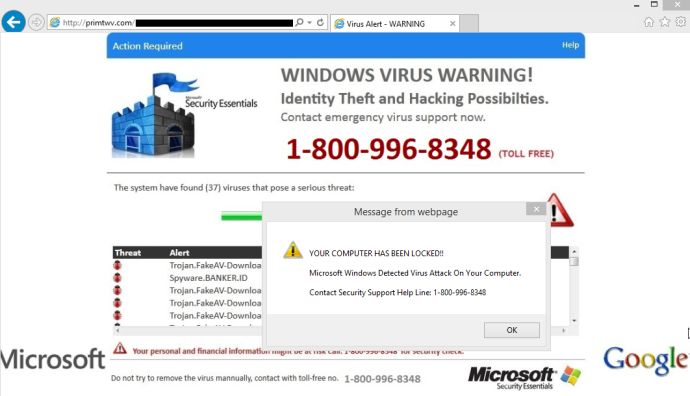 http://primtwv.com/
Virus Alert - WARNING
Action Required
Help
Microsoft
Security Essentials
WINDOWS VIRUS WARNING!
Identity Theft and Hacking Possibilties.
Contact emergency virus support now.
1-800-996-8348 (TOLL FREE)
The system have found (37) viruses that pose a serious threat:
Message from webpage
YOUR COMPUTER HAS BEEN LOCKED!!
Microsoft Windows Detected Virus Attack On Your Computer.
Contact Security Support Help Line: 1-800-996-8348
OK
Threat Alert
Trojan.FakeAV-Downloa
Spyware.BANKER.ID
Trojan.FakeAV-Downloa
Trojan.FakeAV-Downloa
Trojan.FakeAV-Downloa
Your personal and financial information might be at risk Call: 1-800-996-8348 for security check.
Microsoft
Google
Do not try to remove the virus mannually, contact with toll-free no. 1-800-996-8348
Microsoft
Security Essentials